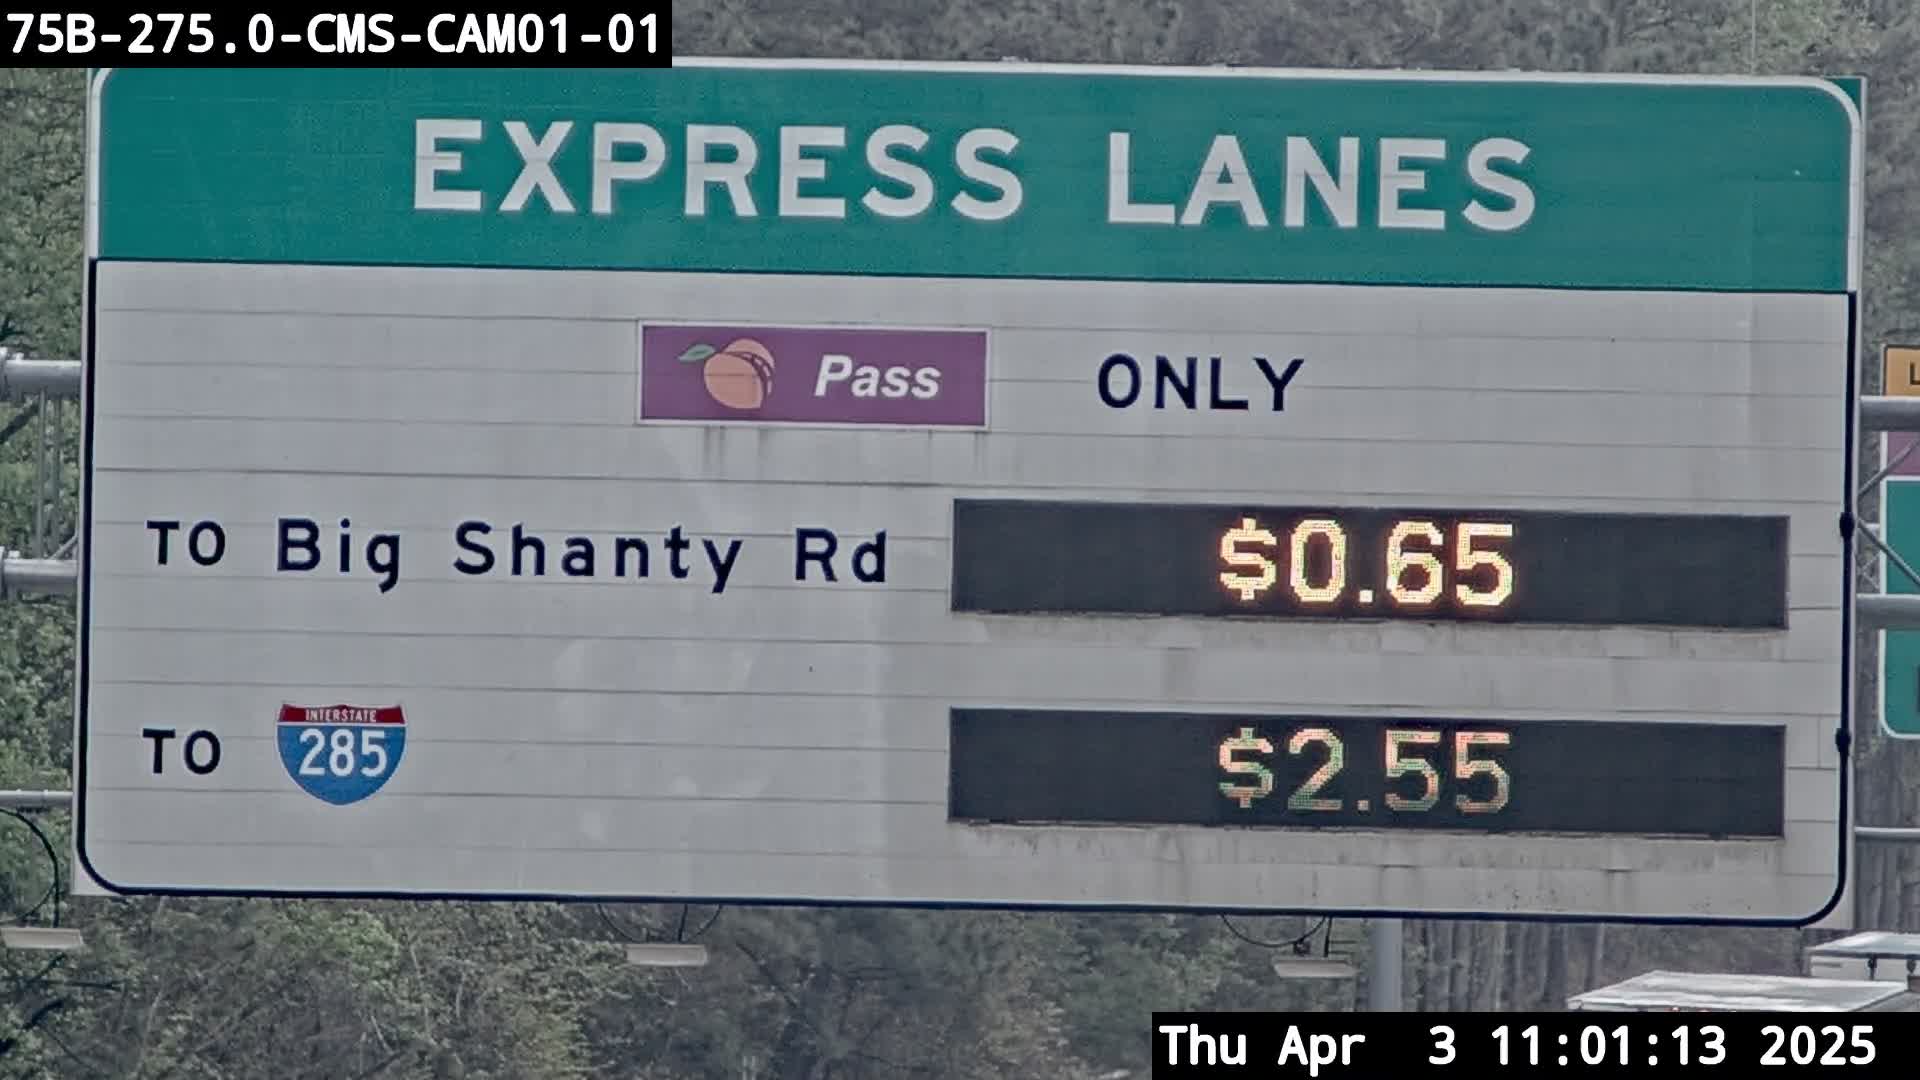 75B-275.0-CMS-CAM01-01
EXPRESS LANES
Pass ONLY
TO Big Shanty Rd $0.65
TO INTERSTATE 285 $2.55
Thu Apr 3 11:01:13 2025